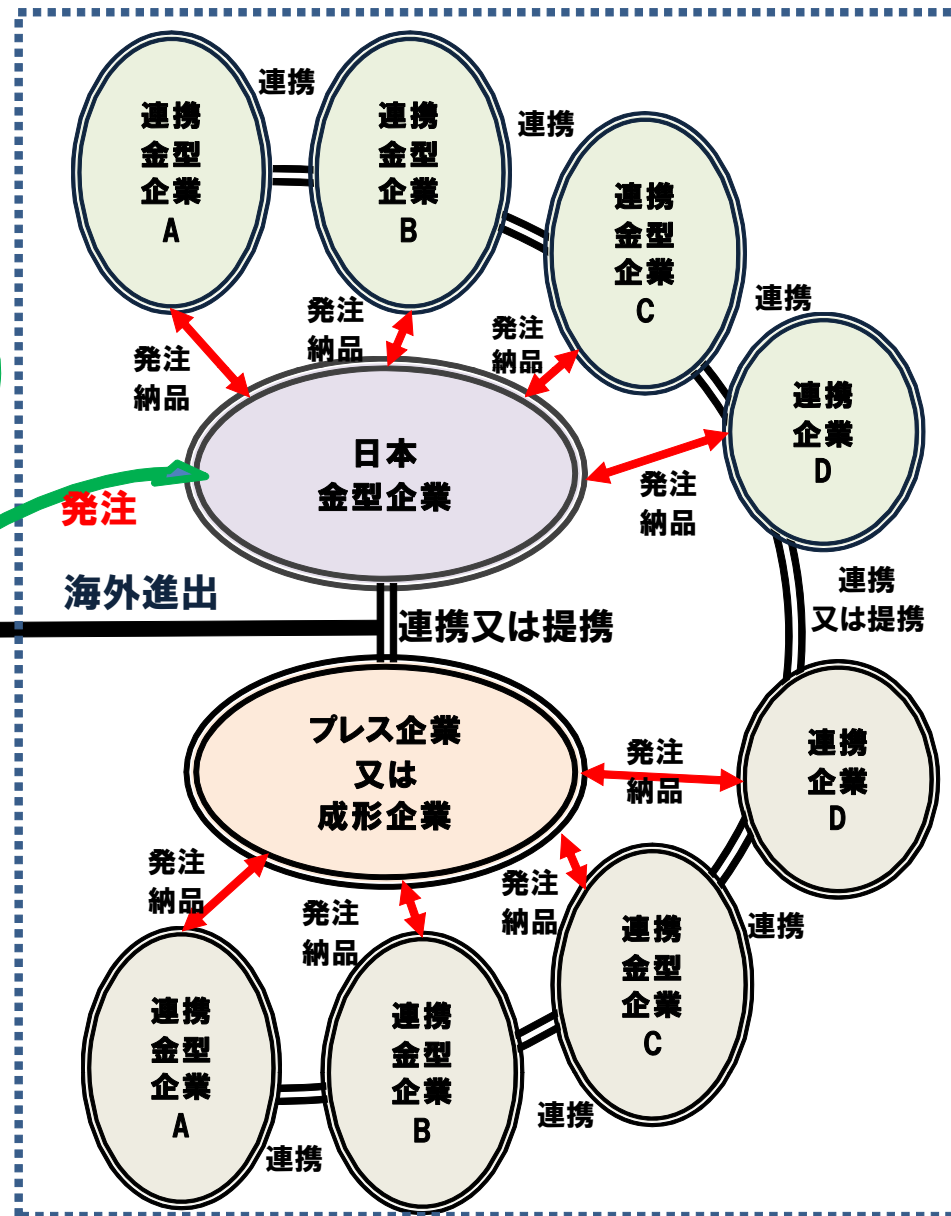 連携
連携
金型
企業
A
連携
金型
企業
B
連携
連携
金型
企業
C
発注
納品
発注
納品
発注
納品
連携
連携
企業
D
日本
金型企業
発注
納品
発注
海外進出
連携又は提携
連携
又は提携
プレス企業
又は
成形企業
発注
納品
連携
企業
D
発注
納品
発注
納品
発注
納品
連携
金型
企業
C
連携
連携
金型
企業
A
連携
金型
企業
B
連携
連携